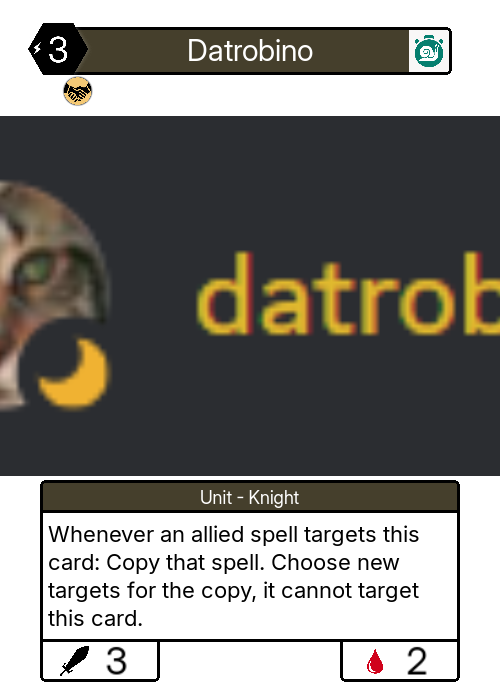 3 Datrobino
datrob
Unit - Knight
Whenever an allied spell targets this
card: Copy that spell. Choose new
targets for the copy, it cannot target
this card.
3 2